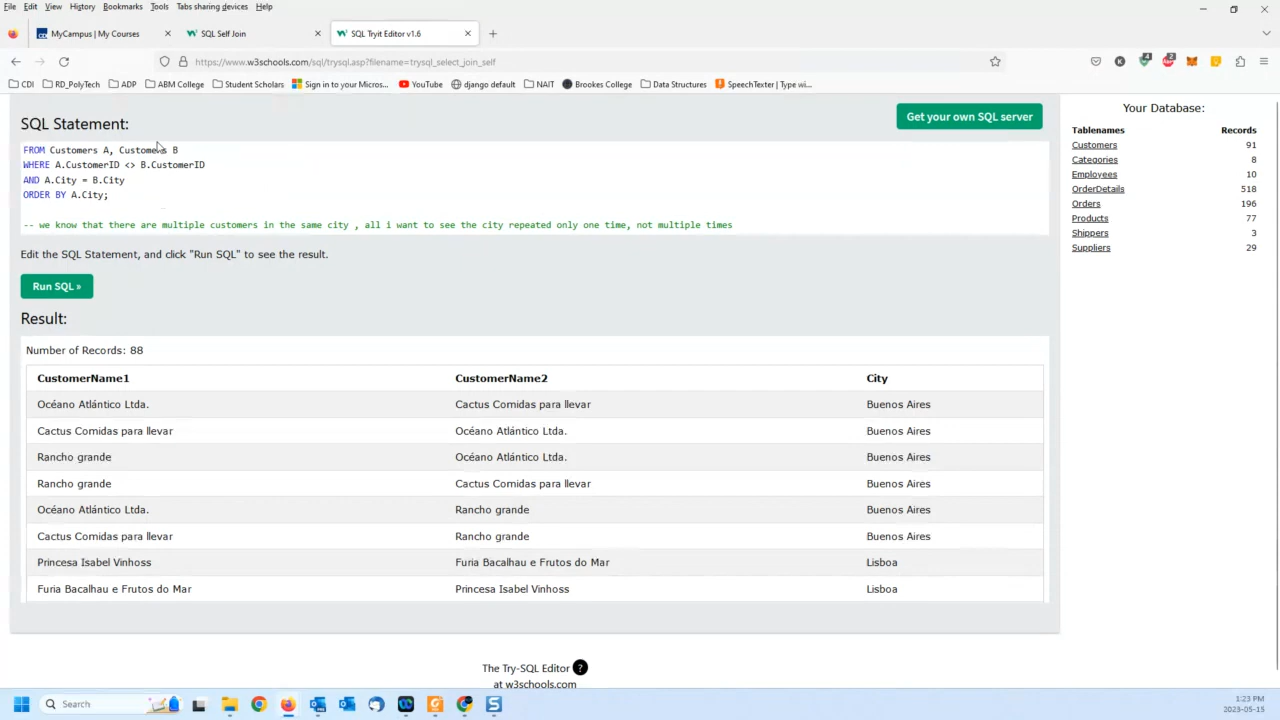 File Edit View History Bookmarks Tools Tabs sharing devices Help
MyCampus | My Courses
SQL Self Join
SQL Tryit Editor v1.6
https://www.w3schools.com/sql/trysql.asp?filename=trysql_select_join_self
CDI RD_PolyTech ADP ABM College Student Scholars Sign in to your Micros... YouTube django default NAIT Brookes College Data Structures SpeechTexter | Type wi...
SQL Statement:
Get your own SQL server
FROM Customers A, Customers B
WHERE A.CustomerID <> B.CustomerID
AND A.City = B.City
ORDER BY A.City;
-- we know that there are multiple customers in the same city , all i want to see the city repeated only one time, not multiple times
Edit the SQL Statement, and click "Run SQL" to see the result.
Run SQL »
Result:
Number of Records: 88
CustomerName1 CustomerName2 City
Océano Atlántico Ltda. Cactus Comidas para llevar Buenos Aires
Cactus Comidas para llevar Océano Atlántico Ltda. Buenos Aires
Rancho grande Océano Atlántico Ltda. Buenos Aires
Rancho grande Cactus Comidas para llevar Buenos Aires
Océano Atlántico Ltda. Rancho grande Buenos Aires
Cactus Comidas para llevar Rancho grande Buenos Aires
Princesa Isabel Vinhoss Furia Bacalhau e Frutos do Mar Lisboa
Furia Bacalhau e Frutos do Mar Princesa Isabel Vinhoss Lisboa
The Try-SQL Editor ?
at w3schools.com
Your Database:
Tablenames Records
Customers 91
Categories 8
Employees 10
OrderDetails 518
Orders 196
Products 77
Shippers 3
Suppliers 29
Search
1:23 PM
2023-05-15